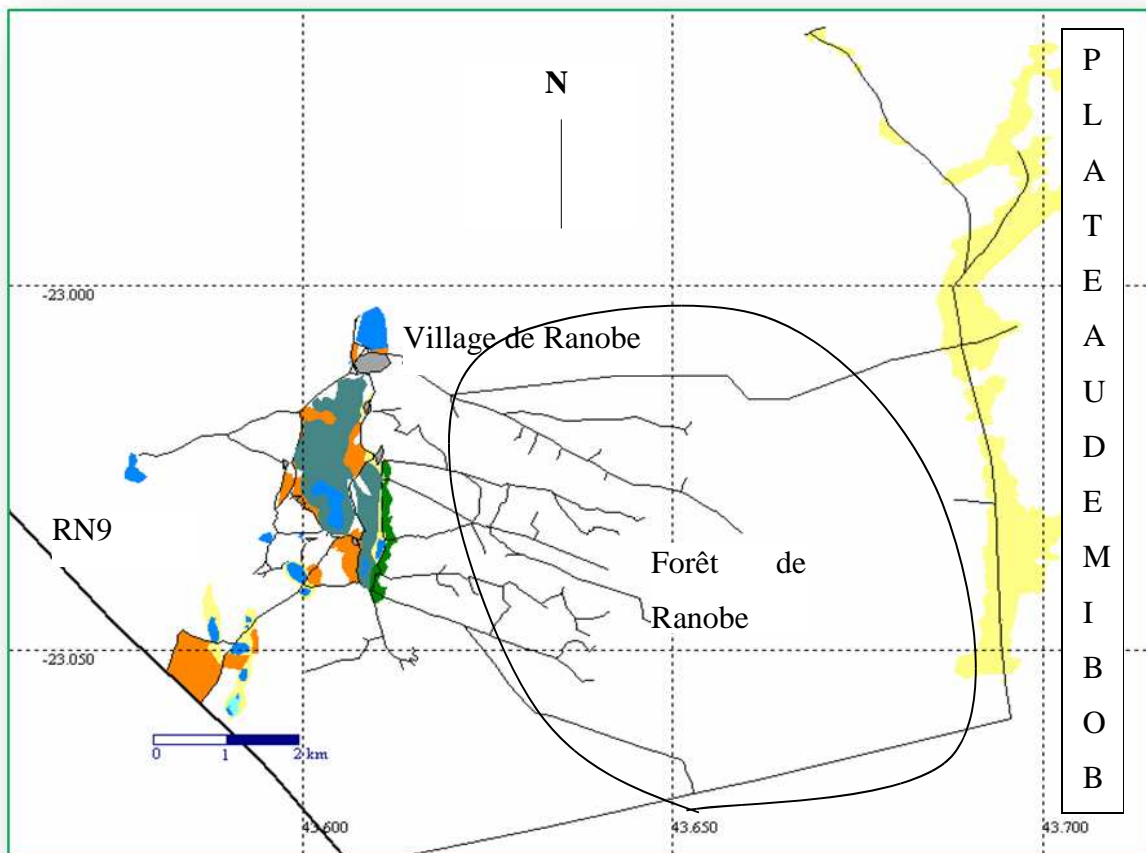 N
-23.000
Village de Ranobe
RN9
Forêt de
Ranobe
-23.050
0 1 2 km
43.600 43.650 43.700
P
L
A
T
E
A
U
D
E
M
I
B
O
B